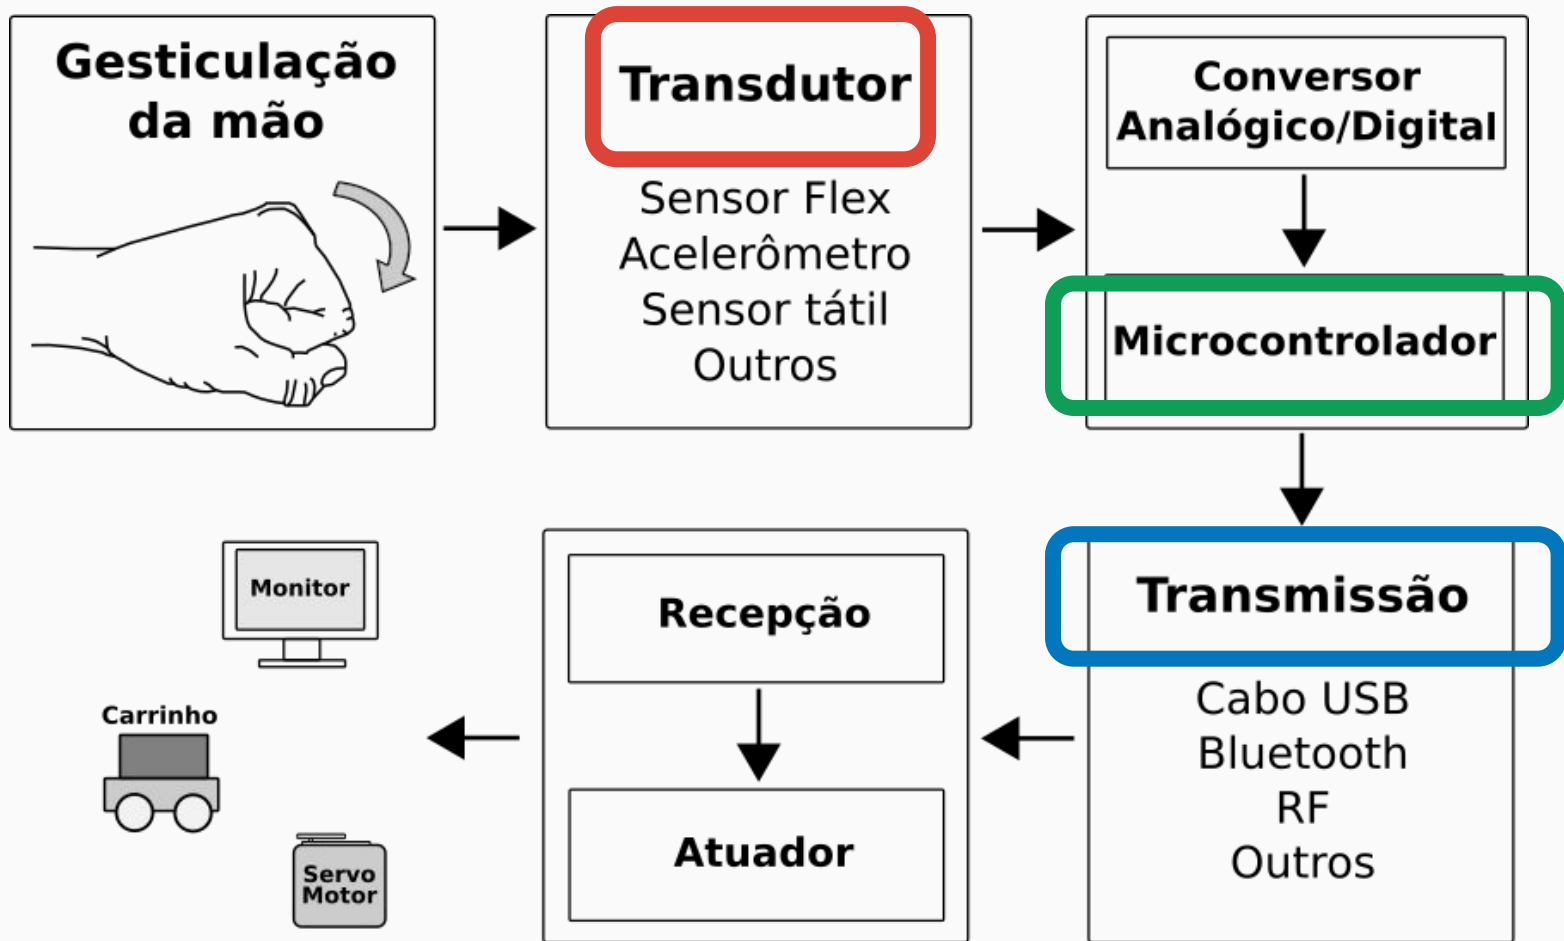 Gesticulação
da mão
Transdutor
Sensor Flex
Acelerômetro
Sensor tátil
Outros
Conversor
Analógico/Digital
Microcontrolador
Transmissão
Cabo USB
Bluetooth
RF
Outros
Recepção
Atuador
Monitor
Carrinho
Servo
Motor